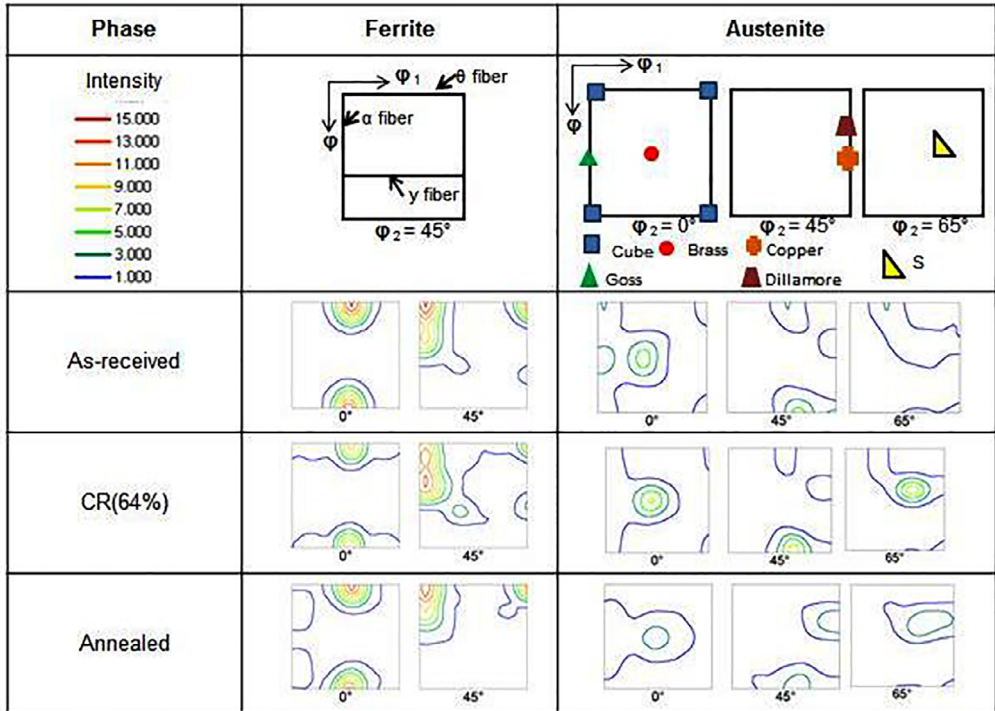 Phase Ferrite Austenite
Intensity
15.000
13.000
11.000
9.000
7.000
5.000
3.000
1.000
φ₁ θ fiber
φ α fiber
y fiber
φ₂ = 45°
φ₁
φ
φ₂ = 0° φ₂ = 45° φ₂ = 65°
Cube Brass Copper S
Goss Dillamore
As-received
0° 45° 0° 45° 65°
CR(64%)
0° 45° 0° 45° 65°
Annealed
0° 45° 0° 45° 65°